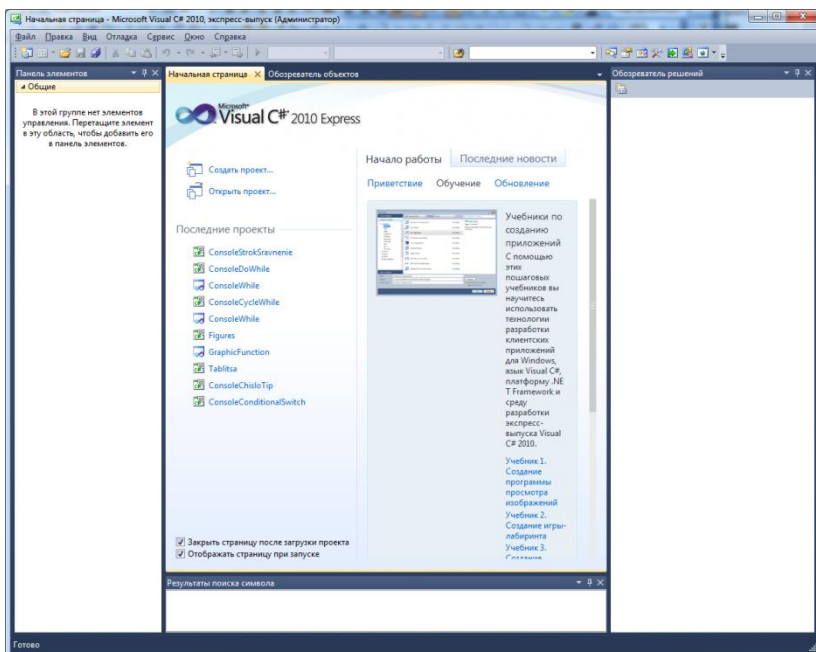 Начальная страница - Microsoft Visual C# 2010, экспресс-выпуск (Администратор)
Файл Правка Вид Отладка Сервис Окно Справка
Панель элементов
Начальная страница
Обозреватель объектов
Обозреватель решений
Общие
В этой группе нет элементов
управления. Перетащите элемент
в эту область, чтобы добавить его
в панель элементов.
Microsoft®
Visual C#® 2010 Express
Создать проект...
Открыть проект...
Последние проекты
ConsoleStrokSravnenie
ConsoleDoWhile
ConsoleWhile
ConsoleCycleWhile
ConsoleWhile
Figures
GraphicFunction
Tablitsa
ConsoleChisloTip
ConsoleConditionalSwitch
Закрыть страницу после загрузки проекта
Отображать страницу при запуске
Начало работы Последние новости
Приветствие Обучение Обновление
Учебники по
созданию
приложений
С помощью
этих
пошаговых
учебников вы
научитесь
использовать
технологии
разработки
клиентских
приложений
для Windows,
язык Visual C#,
платформу .NE
T Framework и
среду
разработки
экспресс-
выпуска Visual
C# 2010.
Учебник 1.
Создание
программы
просмотра
изображений
Учебник 2.
Создание игры-
лабиринта
Учебник 3.
Создание
Результаты поиска символа
Готово